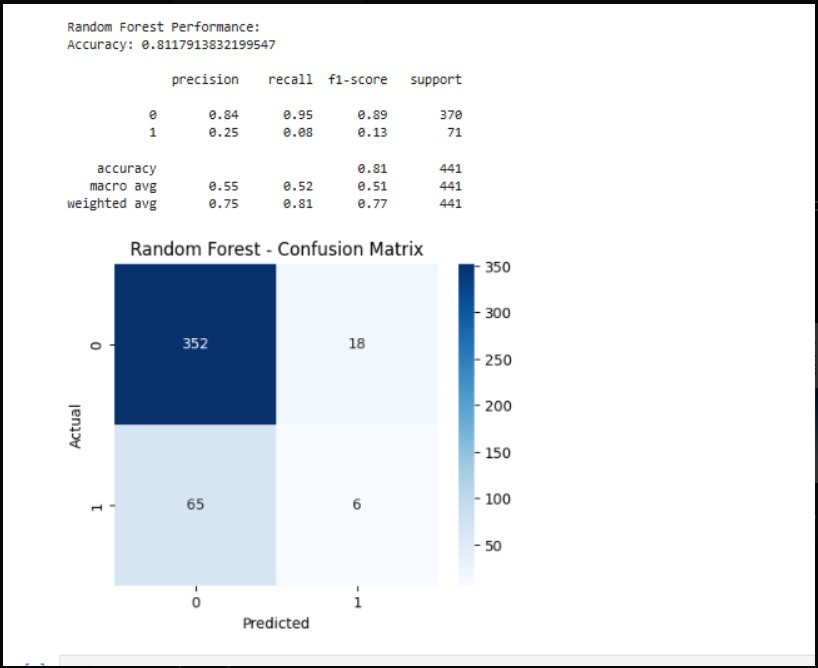 Random Forest Performance:
Accuracy: 0.8117913832199547
precision recall f1-score support
0 0.84 0.95 0.89 370
1 0.25 0.08 0.13 71
accuracy 0.81 441
macro avg 0.55 0.52 0.51 441
weighted avg 0.75 0.81 0.77 441
Random Forest - Confusion Matrix
350
300
250
200
150
100
50
Actual
0
352 18
1
65 6
0 1
Predicted